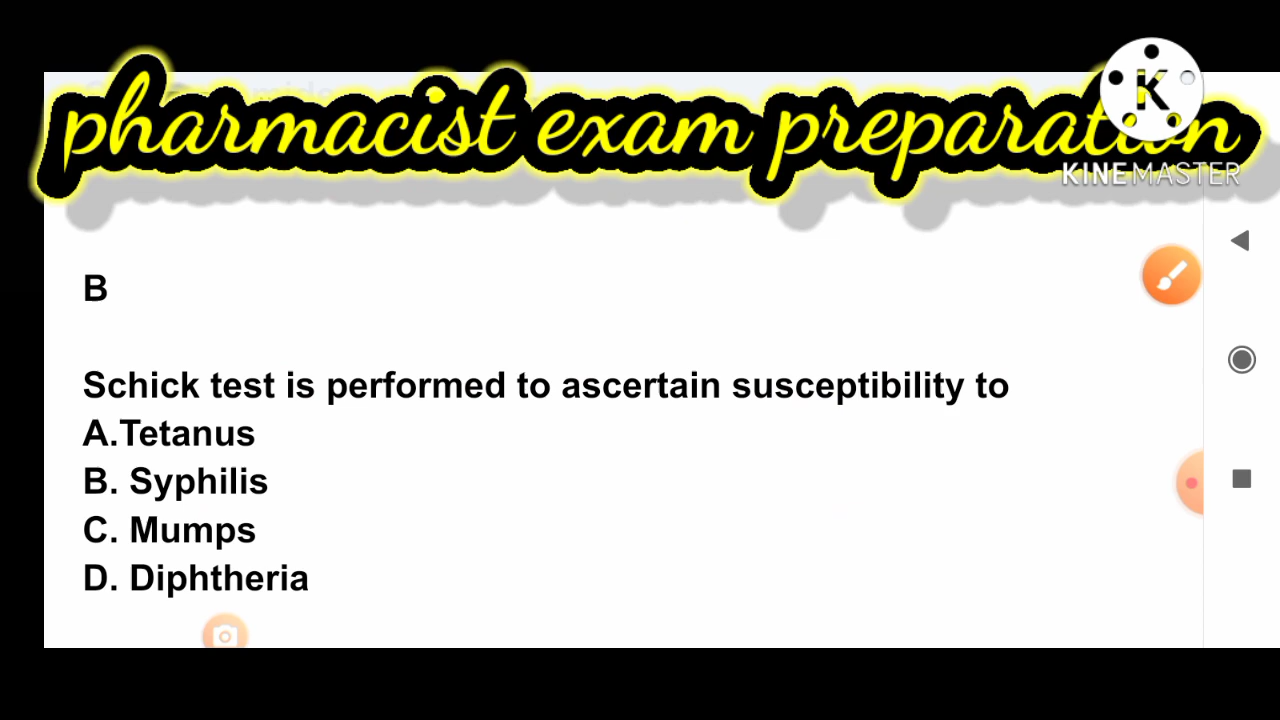 pharmacist exam preparation
K
KINEMASTER
B
Schick test is performed to ascertain susceptibility to
A.Tetanus
B. Syphilis
C. Mumps
D. Diphtheria